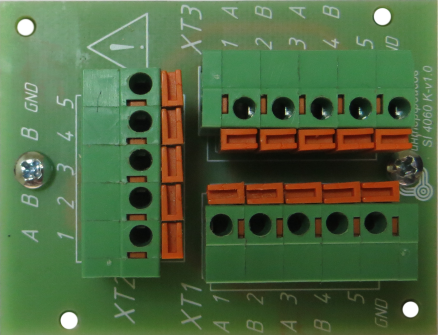 XT3
1 2 3 4 5
A B A B GND
SI 4060 K-v1.0
GND B A B A
5 4 3 2 1
XT2
XT1
A B A B GND
1 2 3 4 5